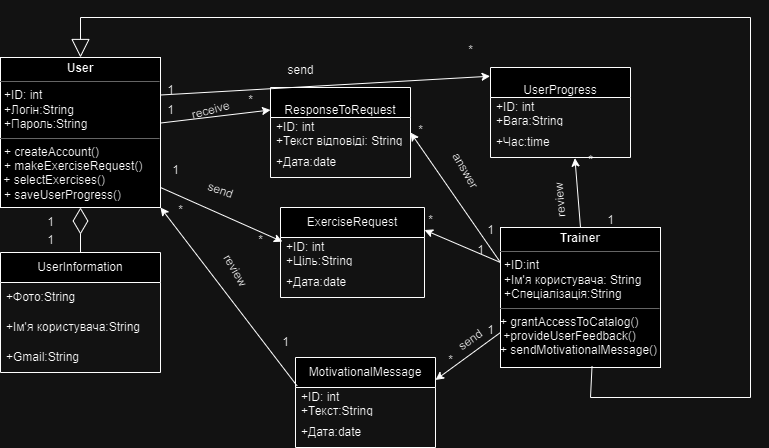 User
+ID: int
+Логін:String
+Пароль:String
+ createAccount()
+ makeExerciseRequest()
+ selectExercises()
+ saveUserProgress()
1
send
*
1
receive
*
ResponseToRequest
+ID: int
+Текст відповіді: String
+Дата:date
UserProgress
+ID: int
+Вага:String
+Час:time
*
answer
1
*
review
1
1
send
*
ExerciseRequest
+ID: int
+Ціль:String
+Дата:date
*
1
1
1
UserInformation
+Фото:String
+Ім'я користувача:String
+Gmail:String
*
review
1
Trainer
+ID:int
+Ім'я користувача: String
+Спеціалізація:String
+ grantAccessToCatalog()
+provideUserFeedback()
+ sendMotivationalMessage()
1
send
*
MotivationalMessage
+ID: int
+Текст:String
+Дата:date